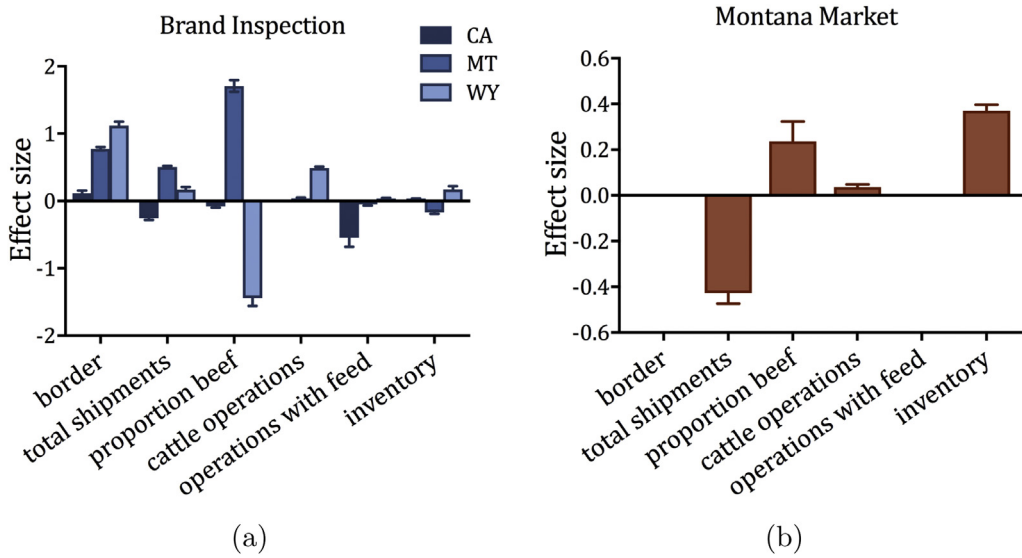 Brand Inspection
CA
MT
WY
Effect size
2
1
0
-1
-2
border
total shipments
proportion beef
cattle operations
operations with feed
inventory
(a)
Montana Market
Effect size
0.6
0.4
0.2
0.0
-0.2
-0.4
-0.6
border
total shipments
proportion beef
cattle operations
operations with feed
inventory
(b)